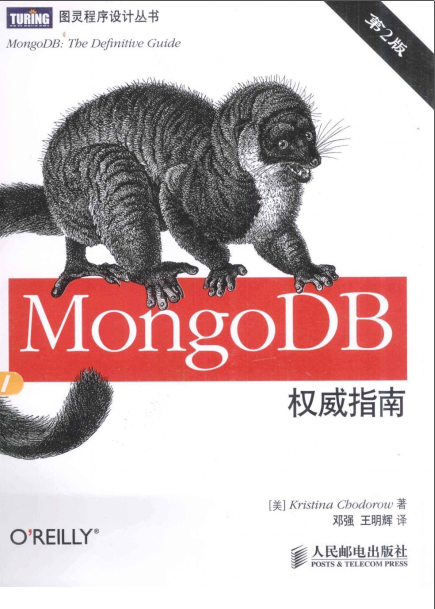 TURING 图灵程序设计丛书
MongoDB: The Definitive Guide
第2版
MongoDB
权威指南
[美] Kristina Chodorow 著
邓强 王明辉 译
O'REILLY®
人民邮电出版社
POSTS & TELECOM PRESS